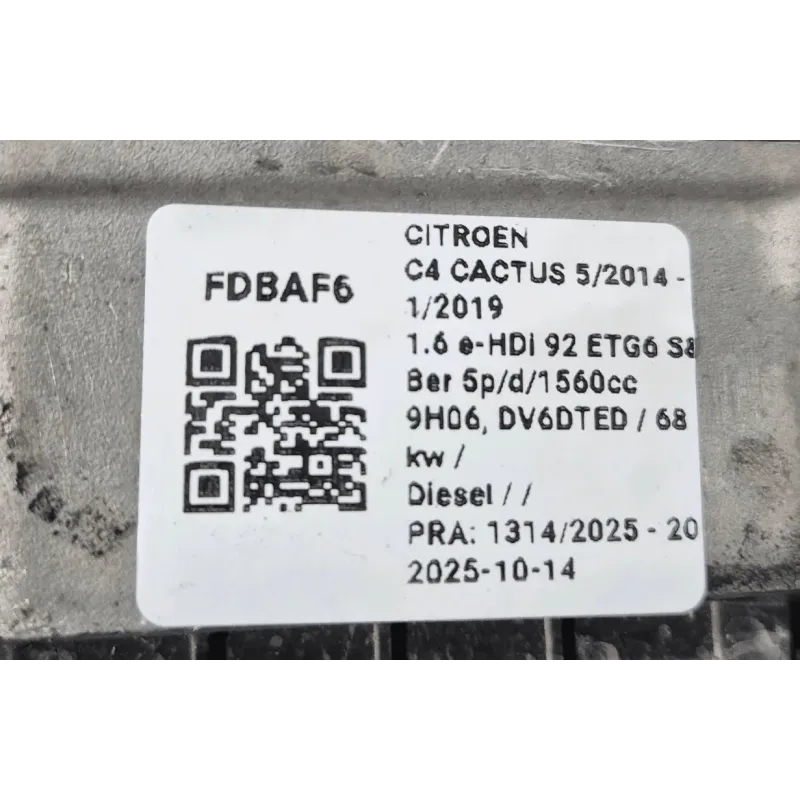 FDBAF6
CITROEN
C4 CACTUS 5/2014 -
1/2019
1.6 e-HDi 92 ETG6 S&
Ber 5p/d/1560cc
9H06, DV6DTED / 68
kw /
Diesel / /
PRA: 1314/2025 - 20
2025-10-14